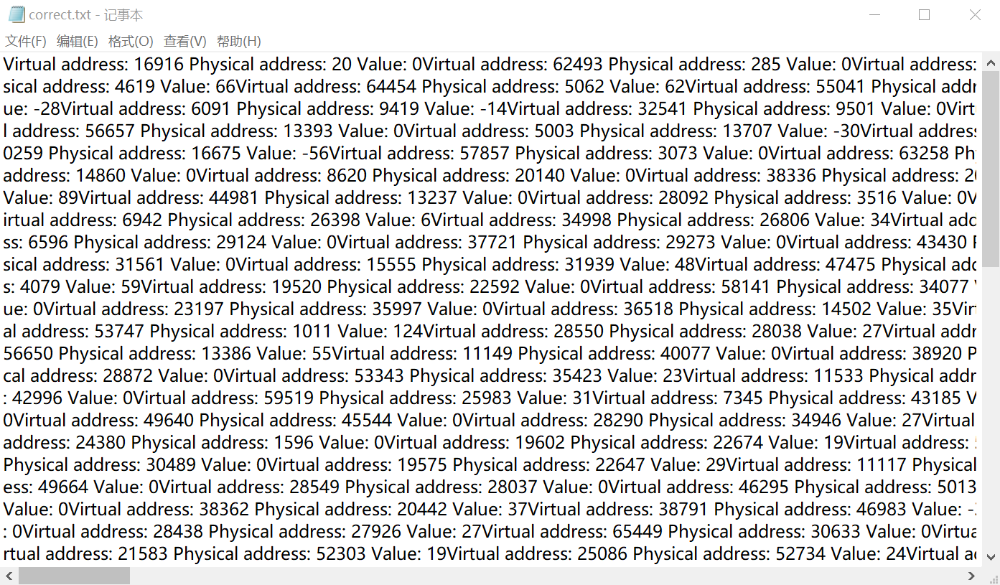 correct.txt - 记事本
文件(F) 编辑(E) 格式(O) 查看(V) 帮助(H)
Virtual address: 16916 Physical address: 20 Value: 0Virtual address: 62493 Physical address: 285 Value: 0Virtual address:
sical address: 4619 Value: 66Virtual address: 64454 Physical address: 5062 Value: 62Virtual address: 55041 Physical addr
ue: -28Virtual address: 6091 Physical address: 9419 Value: -14Virtual address: 32541 Physical address: 9501 Value: 0Virt
l address: 56657 Physical address: 13393 Value: 0Virtual address: 5003 Physical address: 13707 Value: -30Virtual address
0259 Physical address: 16675 Value: -56Virtual address: 57857 Physical address: 3073 Value: 0Virtual address: 63258 Ph
address: 14860 Value: 0Virtual address: 8620 Physical address: 20140 Value: 0Virtual address: 38336 Physical address: 2
Value: 89Virtual address: 44981 Physical address: 13237 Value: 0Virtual address: 28092 Physical address: 3516 Value: 0V
irtual address: 6942 Physical address: 26398 Value: 6Virtual address: 34998 Physical address: 26806 Value: 34Virtual add
ss: 6596 Physical address: 29124 Value: 0Virtual address: 37721 Physical address: 29273 Value: 0Virtual address: 43430
sical address: 31561 Value: 0Virtual address: 15555 Physical address: 31939 Value: 48Virtual address: 47475 Physical add
s: 4079 Value: 59Virtual address: 19520 Physical address: 22592 Value: 0Virtual address: 58141 Physical address: 34077
ue: 0Virtual address: 23197 Physical address: 35997 Value: 0Virtual address: 36518 Physical address: 14502 Value: 35Virt
al address: 53747 Physical address: 1011 Value: 124Virtual address: 28550 Physical address: 28038 Value: 27Virtual addr
56650 Physical address: 13386 Value: 55Virtual address: 11149 Physical address: 40077 Value: 0Virtual address: 38920 P
cal address: 28872 Value: 0Virtual address: 53343 Physical address: 35423 Value: 23Virtual address: 11533 Physical addr
: 42996 Value: 0Virtual address: 59519 Physical address: 25983 Value: 31Virtual address: 7345 Physical address: 43185 V
0Virtual address: 49640 Physical address: 45544 Value: 0Virtual address: 28290 Physical address: 34946 Value: 27Virtual
address: 24380 Physical address: 1596 Value: 0Virtual address: 19602 Physical address: 22674 Value: 19Virtual address:
Physical address: 30489 Value: 0Virtual address: 19575 Physical address: 22647 Value: 29Virtual address: 11117 Physical
ess: 49664 Value: 0Virtual address: 28549 Physical address: 28037 Value: 0Virtual address: 46295 Physical address: 5013
Value: 0Virtual address: 38362 Physical address: 20442 Value: 37Virtual address: 38791 Physical address: 46983 Value: -
: 0Virtual address: 28438 Physical address: 27926 Value: 27Virtual address: 65449 Physical address: 30633 Value: 0Virtua
rtual address: 21583 Physical address: 52303 Value: 19Virtual address: 25086 Physical address: 52734 Value: 24Virtual a